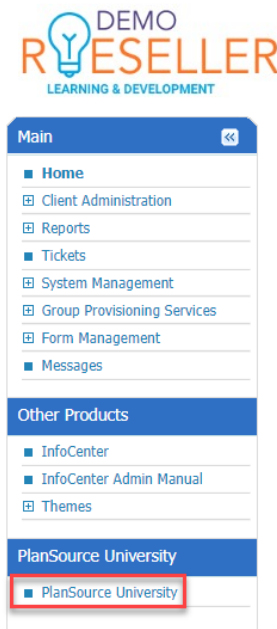 DEMO
RESELLER
LEARNING & DEVELOPMENT
Main
Home
Client Administration
Reports
Tickets
System Management
Group Provisioning Services
Form Management
Messages
Other Products
InfoCenter
InfoCenter Admin Manual
Themes
PlanSource University
PlanSource University